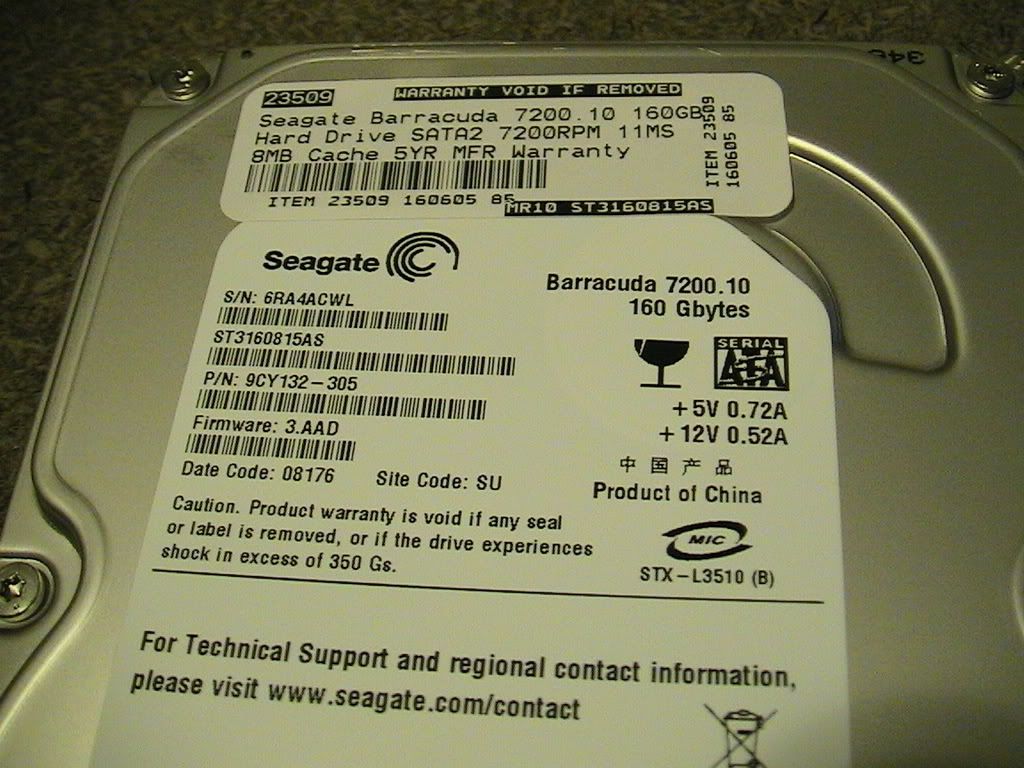 34
23509 WARRANTY VOID IF REMOVED
Seagate Barracuda 7200.10 160GB
Hard Drive SATA2 7200RPM 11MS
8MB Cache 5YR MFR Warranty
ITEM 23509 160605 85
MR10 ST3160815AS
ITEM 23509
160605 85
Seagate
Barracuda 7200.10
160 Gbytes
S/N: 6RA4ACWL
ST3160815AS
P/N: 9CY132-305
Firmware: 3.AAD
Date Code: 08176 Site Code: SU
SERIAL
ATA
+5V 0.72A
+12V 0.52A
中国产品
Product of China
MIC
STX-L3510 (B)
Caution. Product warranty is void if any seal
or label is removed, or if the drive experiences
shock in excess of 350 Gs.
For Technical Support and regional contact information,
please visit www.seagate.com/contact